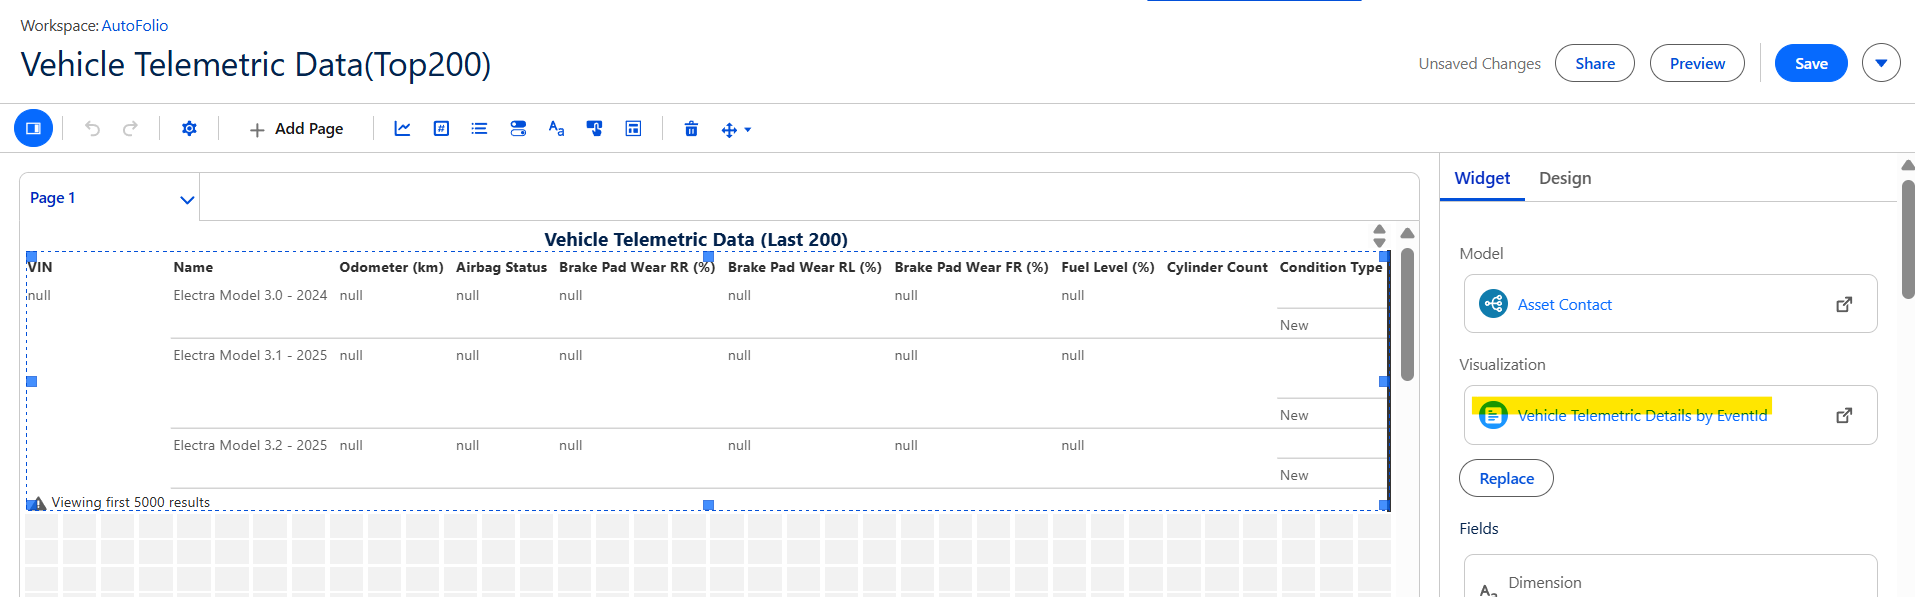 Workspace: AutoFolio
Vehicle Telemetric Data(Top200)
Unsaved Changes
Share
Preview
Save
Add Page
Page 1
Vehicle Telemetric Data (Last 200)
VIN Name Odometer (km) Airbag Status Brake Pad Wear RR (%) Brake Pad Wear RL (%) Brake Pad Wear FR (%) Fuel Level (%) Cylinder Count Condition Type
null Electra Model 3.0 - 2024 null null null null null null
New
Electra Model 3.1 - 2025 null null null null null null
New
Electra Model 3.2 - 2025 null null null null null null
New
Viewing first 5000 results
Widget Design
Model
Asset Contact
Visualization
Vehicle Telemetric Details by EventId
Replace
Fields
Dimension